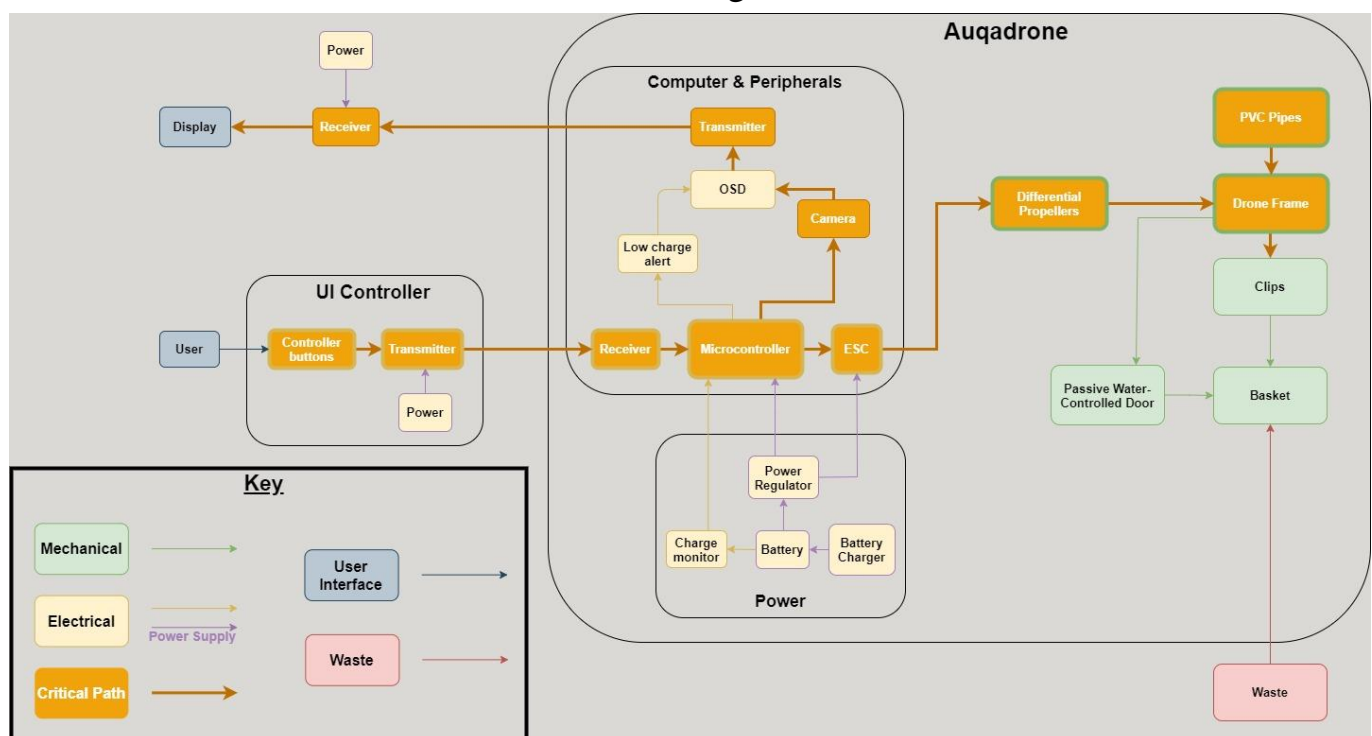 Auqadrone
Power
Computer & Peripherals
Display
Receiver
Transmitter
PVC Pipes
OSD
Differential
Propellers
Drone Frame
Camera
Low charge
alert
UI Controller
Clips
User
Controller
buttons
Transmitter
Receiver
Microcontroller
ESC
Power
Passive Water-
Controlled Door
Basket
Power
Regulator
Charge
monitor
Battery
Battery
Charger
Power
Waste
Key
Mechanical
User
Interface
Electrical
Power Supply
Waste
Critical Path